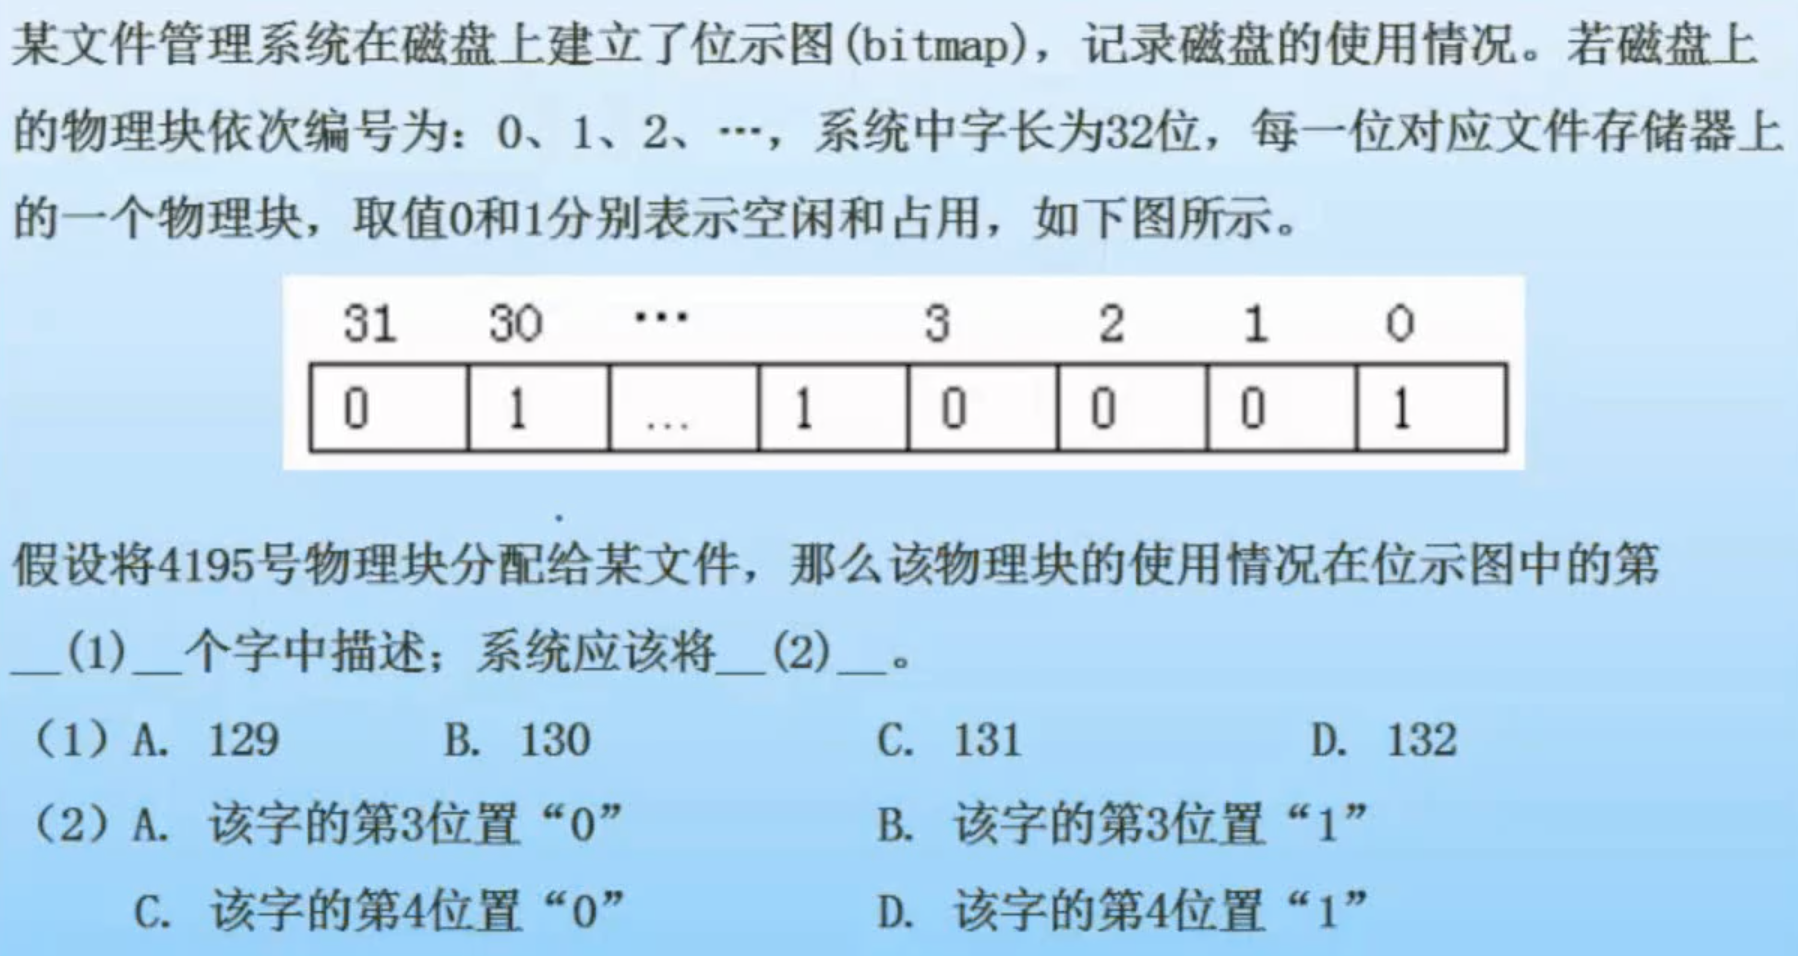 某文件管理系统在磁盘上建立了位示图(bitmap)，记录磁盘的使用情况。若磁盘上
的物理块依次编号为：0、1、2、…，系统中字长为32位，每一位对应文件存储器上
的一个物理块，取值0和1分别表示空闲和占用，如下图所示。
31 30 … 3 2 1 0
0 1 … 1 0 0 0 1
假设将4195号物理块分配给某文件，那么该物理块的使用情况在位示图中的第
__(1)__个字中描述；系统应该将__(2)__。
（1）A. 129 B. 130 C. 131 D. 132
（2）A. 该字的第3位置“0” B. 该字的第3位置“1”
C. 该字的第4位置“0” D. 该字的第4位置“1”